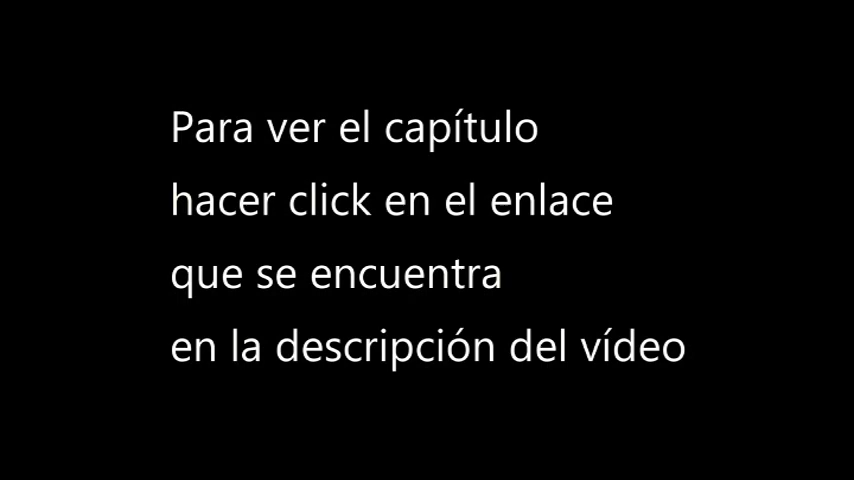 Para ver el capítulo
hacer click en el enlace
que se encuentra
en la descripción del vídeo